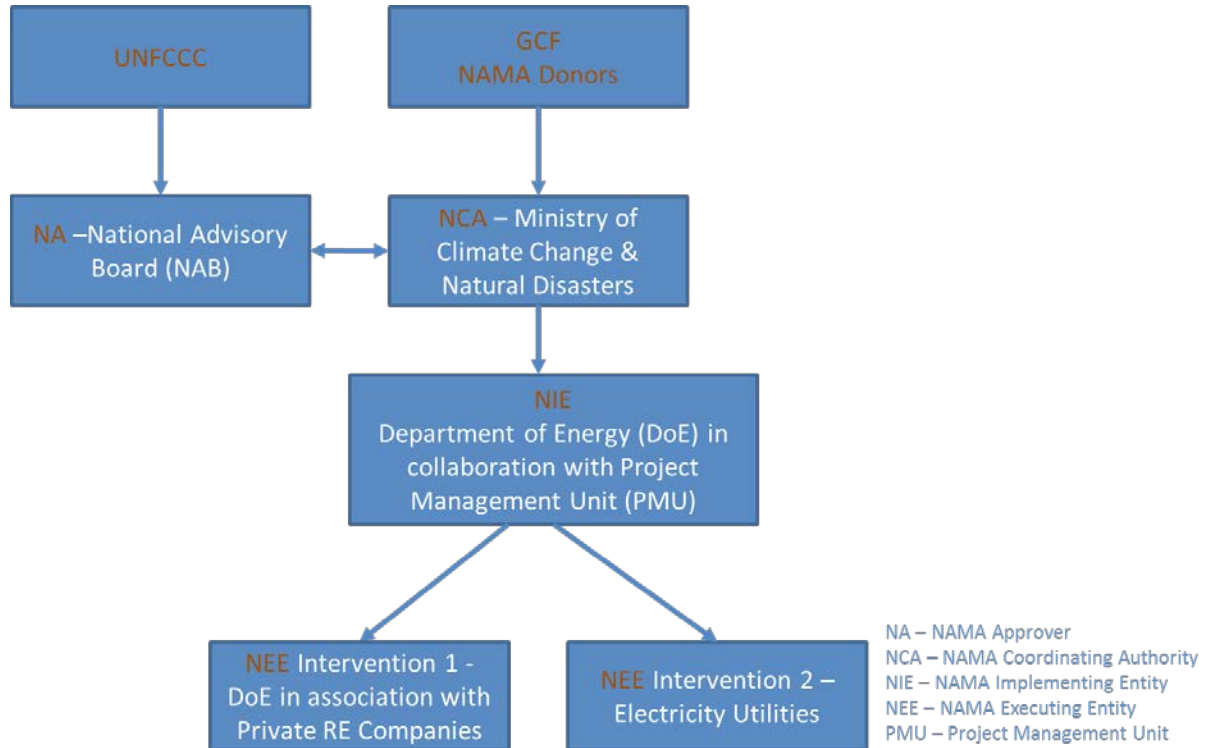 UNFCCC
GCF
NAMA Donors
NA –National Advisory
Board (NAB)
NCA – Ministry of
Climate Change &
Natural Disasters
NIE
Department of Energy (DoE) in
collaboration with Project
Management Unit (PMU)
NEE Intervention 1 -
DoE in association with
Private RE Companies
NEE Intervention 2 –
Electricity Utilities
NA – NAMA Approver
NCA – NAMA Coordinating Authority
NIE – NAMA Implementing Entity
NEE – NAMA Executing Entity
PMU – Project Management Unit